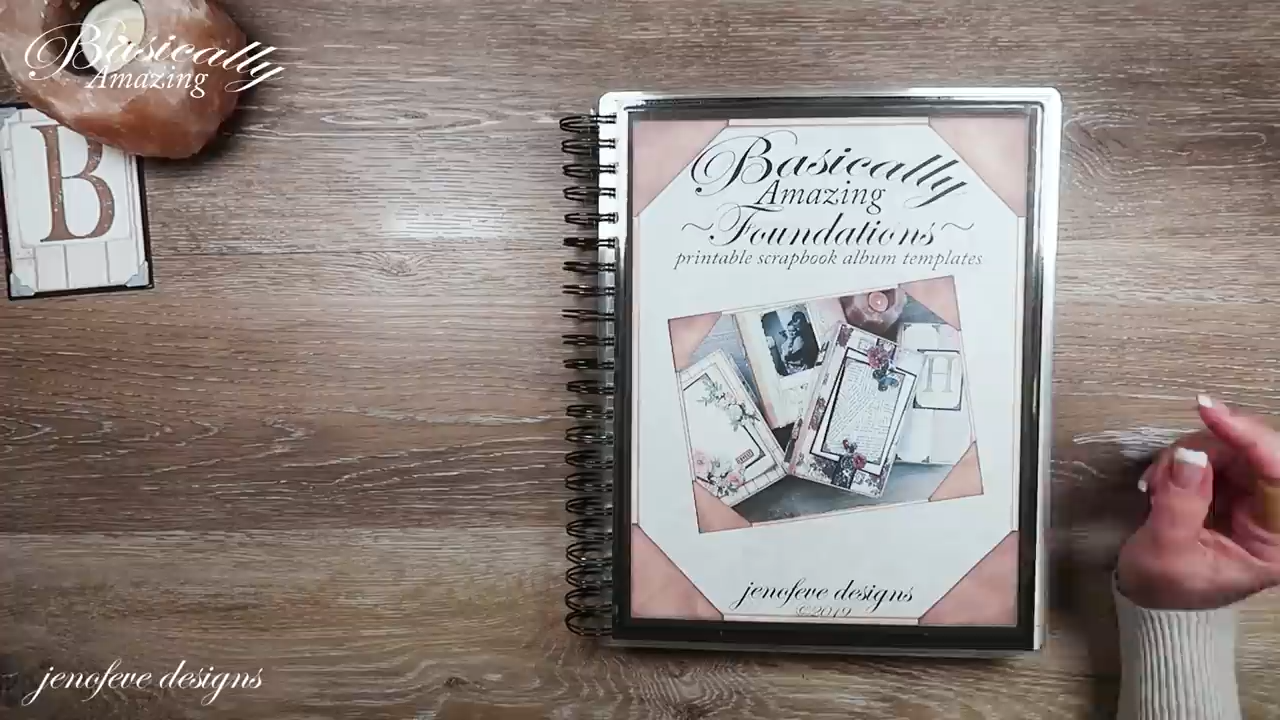 Basically
Amazing
B
Basically
Amazing
~Foundations~
printable scrapbook album templates
H
jenofeve designs
©2019
jenofeve designs